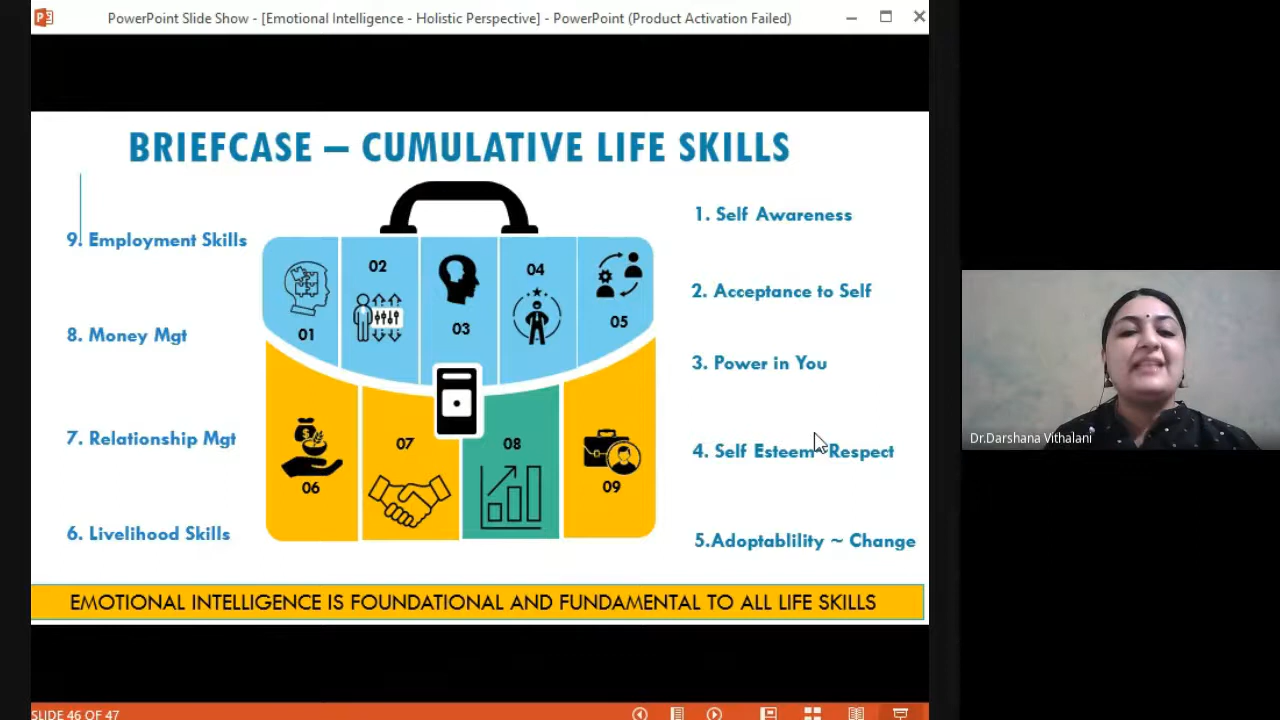 PowerPoint Slide Show - [Emotional Intelligence - Holistic Perspective] - PowerPoint (Product Activation Failed)
BRIEFCASE – CUMULATIVE LIFE SKILLS
9. Employment Skills
8. Money Mgt
7. Relationship Mgt
6. Livelihood Skills
01
02
03
04
05
06
07
08
09
1. Self Awareness
2. Acceptance to Self
3. Power in You
4. Self Esteem~Respect
5.Adoptablility ~ Change
EMOTIONAL INTELLIGENCE IS FOUNDATIONAL AND FUNDAMENTAL TO ALL LIFE SKILLS
Dr.Darshana Vithalani
SLIDE 46 OF 47